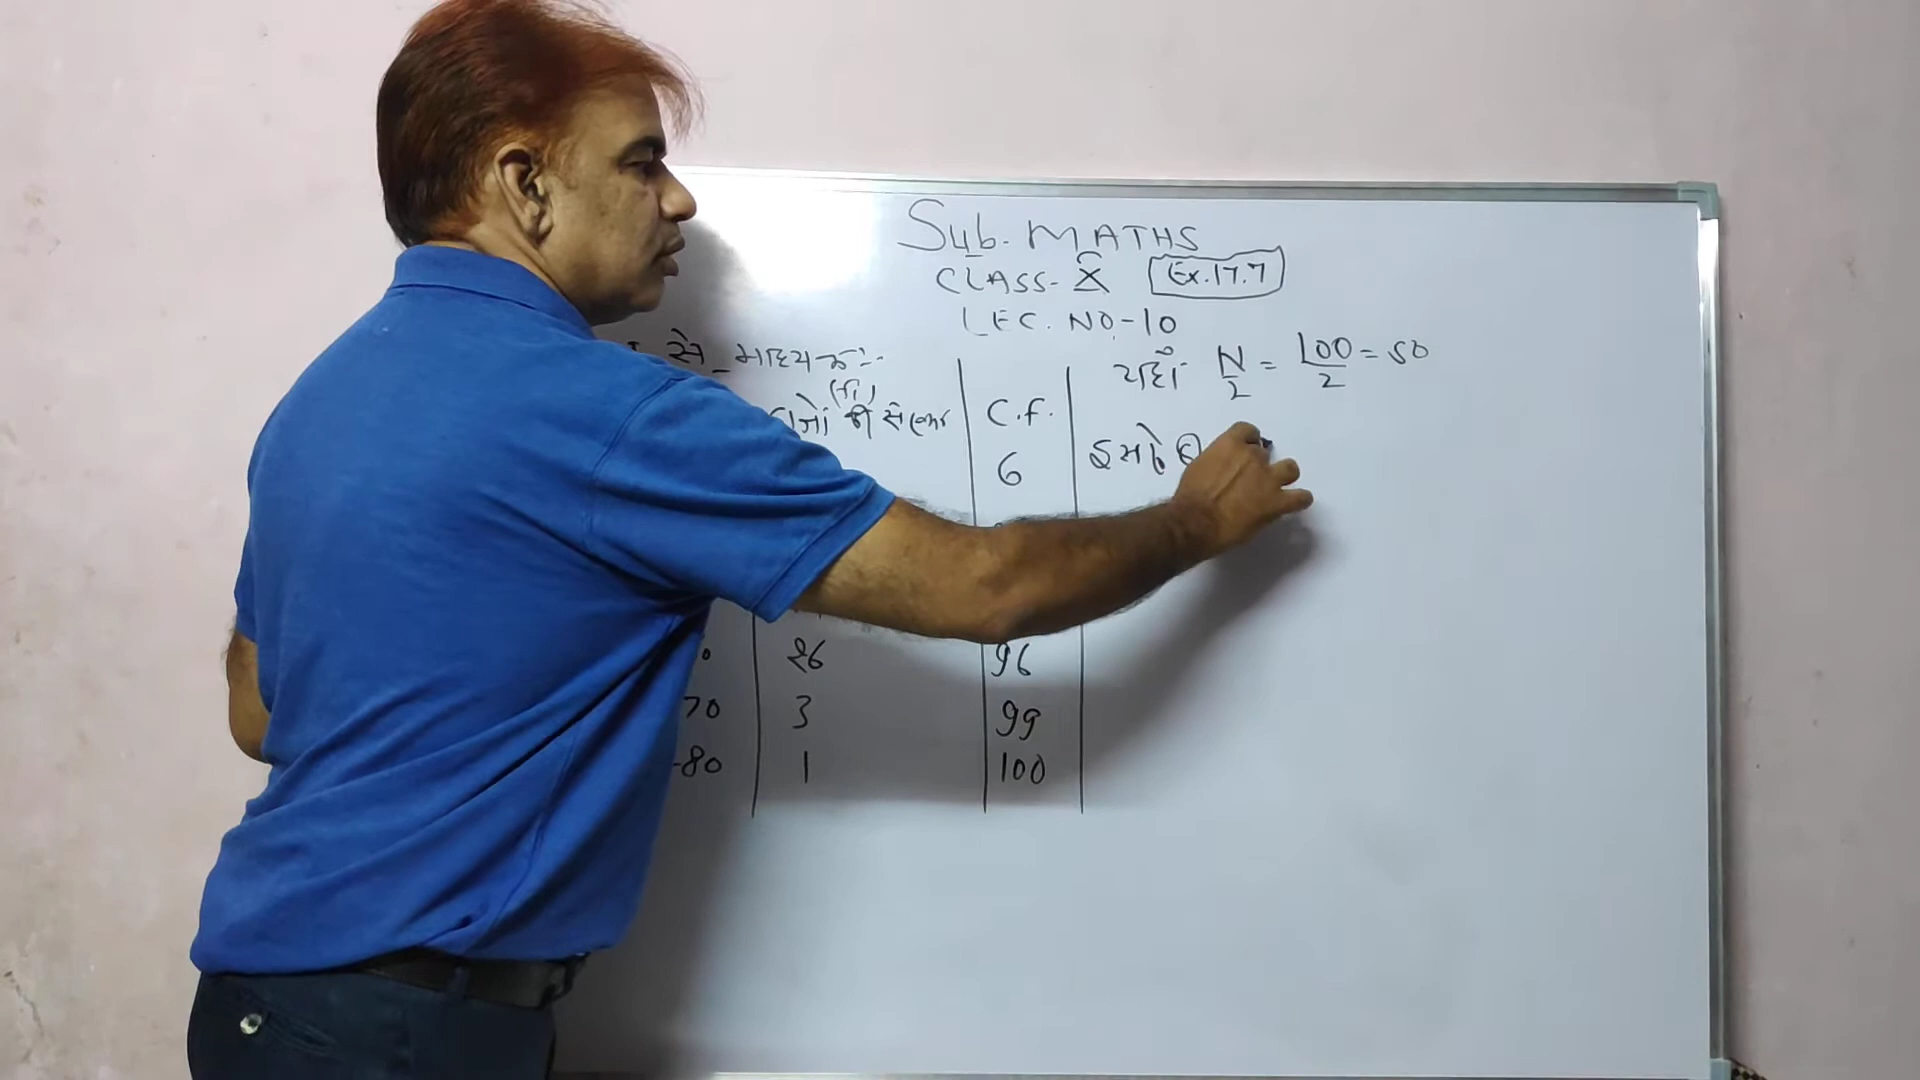 Sub. MATHS
CLASS-X Ex.17.7
LEC. NO-10
से माध्यक:-
यहाँ N/2 = 100/2 = 50
(fi)
की संख्या C.f.
6
26 96
70 3 99
-80 1 100